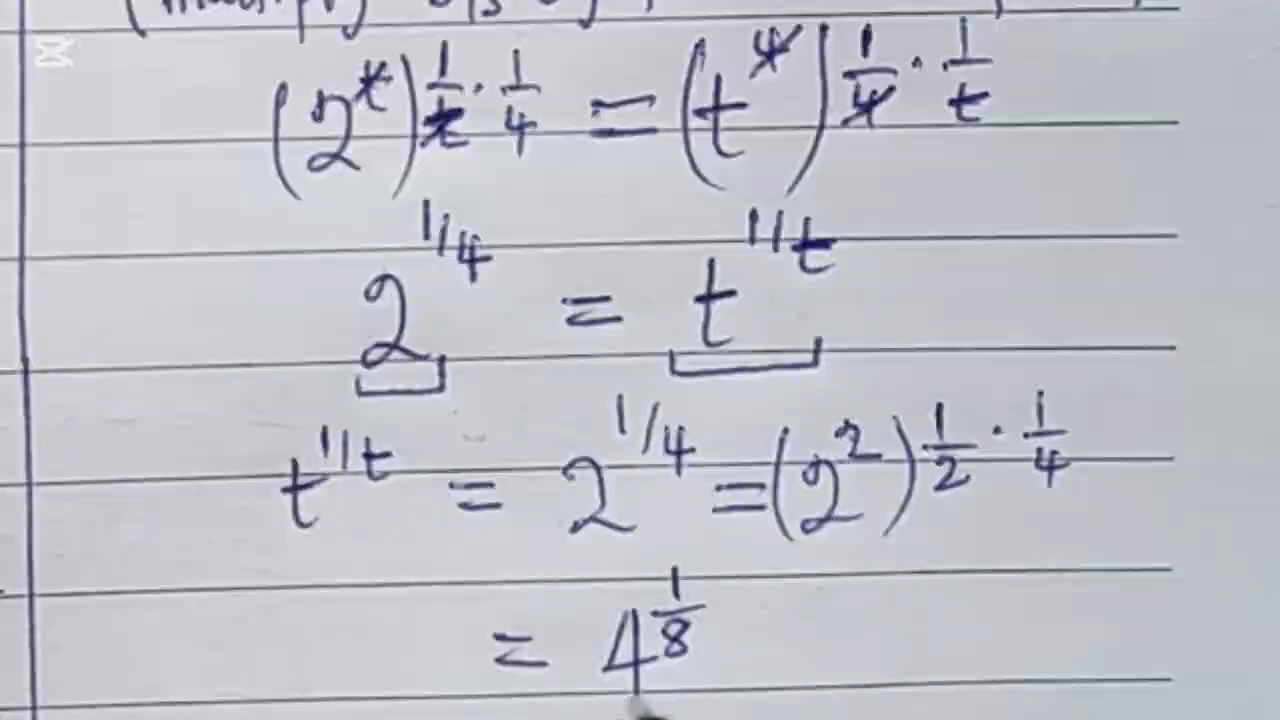 (2^t)^{1/t · 1/4} = (t^4)^{1/4 · 1/t}
2^{1/4} = t^{1/t}
t^{1/t} = 2^{1/4} = (2^2)^{1/2 · 1/4}
= 4^{1/8}